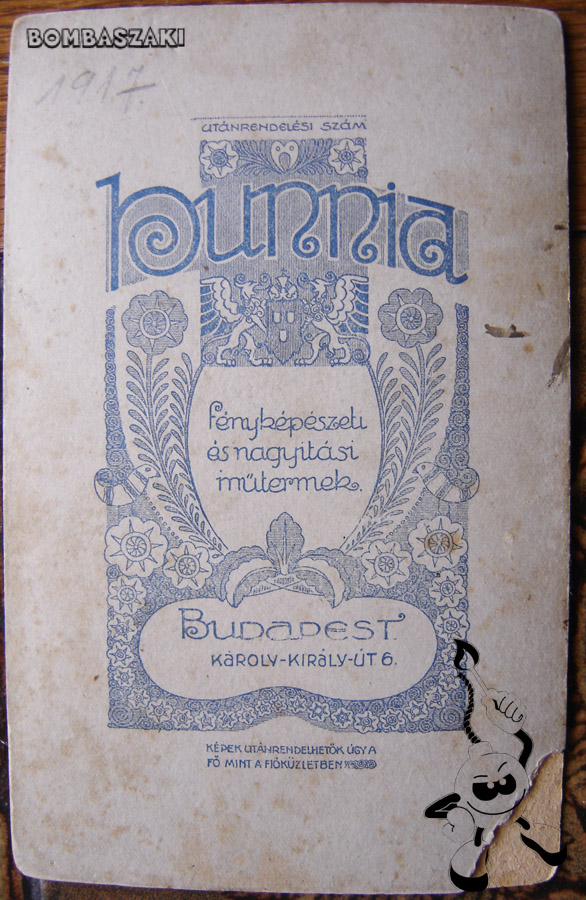 BOMBASZAKI
1917.
UTÁNRENDELÉSI SZÁM
hunnia
Fényképészeti
és nagyitási
műtermek.
BUDAPEST
KÁROLY-KIRÁLY-ÚT 6.
KÉPEK UTÁNRENDELHETŐK ÚGY A
FŐ MINT A FIÓKÜZLETBEN